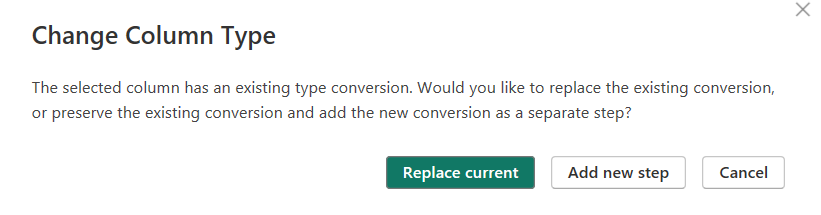 Change Column Type
The selected column has an existing type conversion. Would you like to replace the existing conversion,
or preserve the existing conversion and add the new conversion as a separate step?
Replace current
Add new step
Cancel